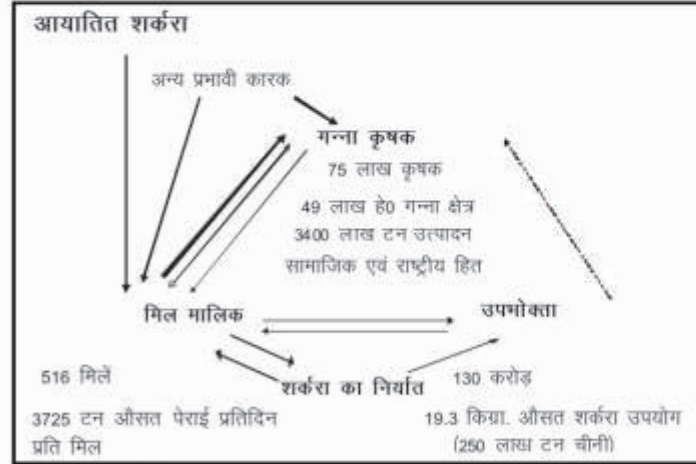 आयातित शर्करा
अन्य प्रभावी कारक
गन्ना कृषक
75 लाख कृषक
49 लाख हे0 गन्ना क्षेत्र
3400 लाख टन उत्पादन
सामाजिक एवं राष्ट्रीय हित
मिल मालिक
उपभोक्ता
516 मिलें
शर्करा का निर्यात
130 करोड़
3725 टन औसत पेराई प्रतिदिन
प्रति मिल
19.3 किग्रा. औसत शर्करा उपयोग
(250 लाख टन चीनी)